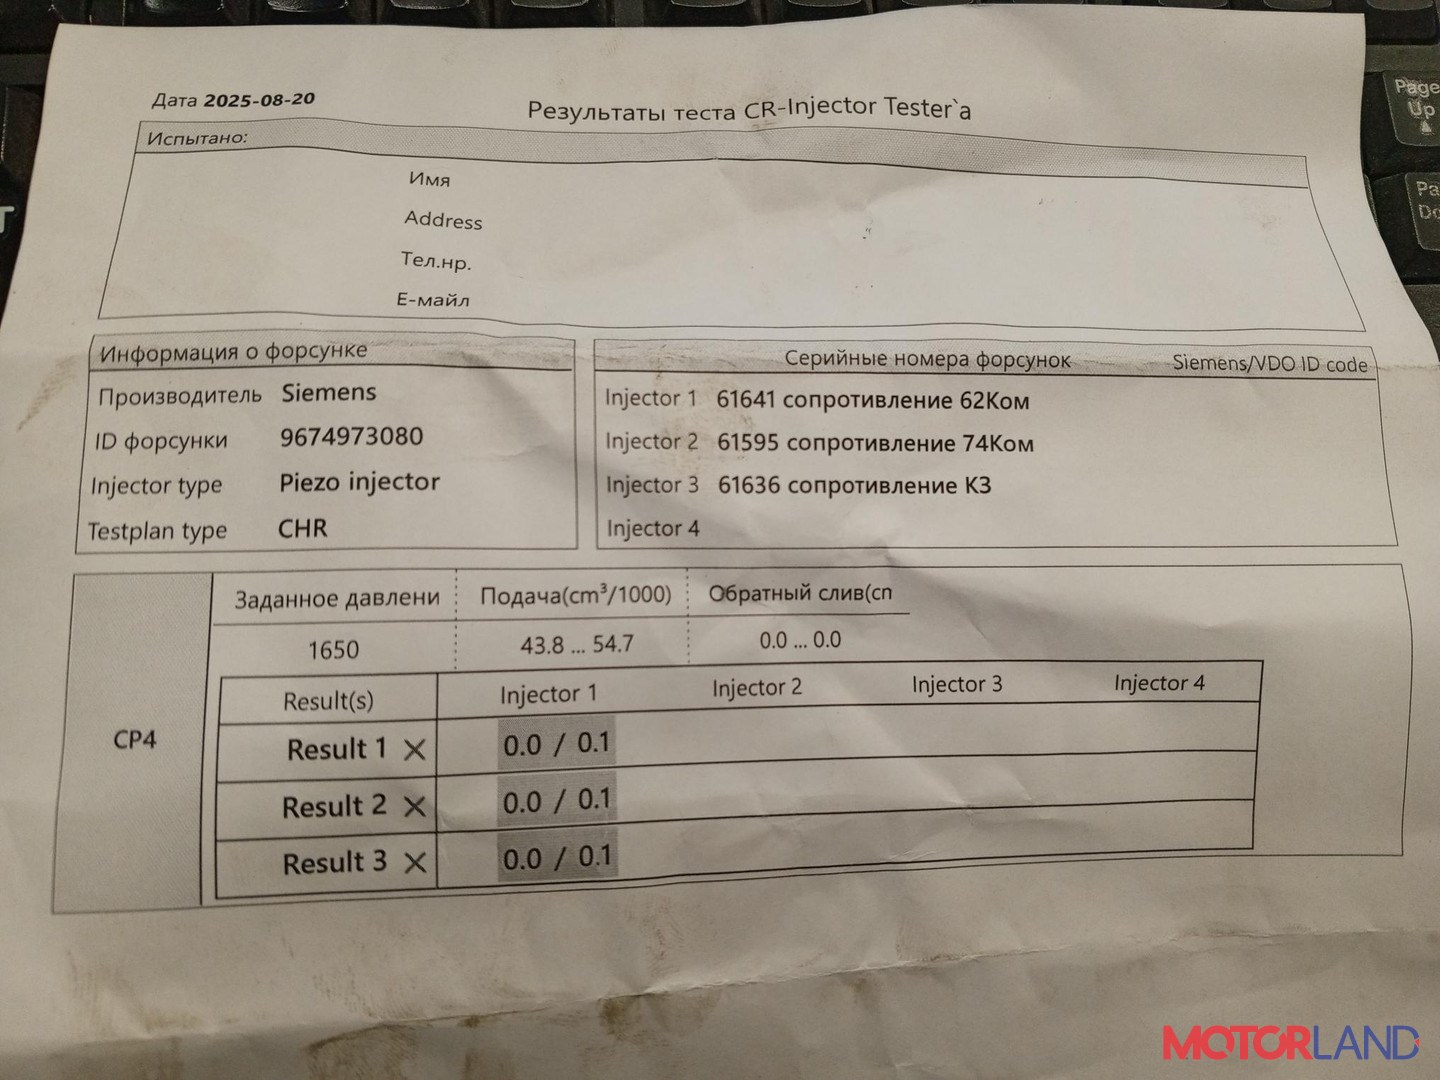 Дата 2025-08-20
Результаты теста CR-Injector Tester`а
Испытано:
Имя
Address
Тел.нр.
Е-майл
Информация о форсунке
Производитель Siemens
ID форсунки 9674973080
Injector type Piezo injector
Testplan type CHR
Серийные номера форсунок Siemens/VDO ID code
Injector 1 61641 сопротивление 62Ком
Injector 2 61595 сопротивление 74Ком
Injector 3 61636 сопротивление КЗ
Injector 4
Заданное давлени Подача(cm³/1000) Обратный слив(сп
1650 43.8 ... 54.7 0.0 ... 0.0
Result(s) Injector 1 Injector 2 Injector 3 Injector 4
CP4
Result 1 × 0.0 / 0.1
Result 2 × 0.0 / 0.1
Result 3 × 0.0 / 0.1
Page
Up
Pa
Do
MOTORLAND